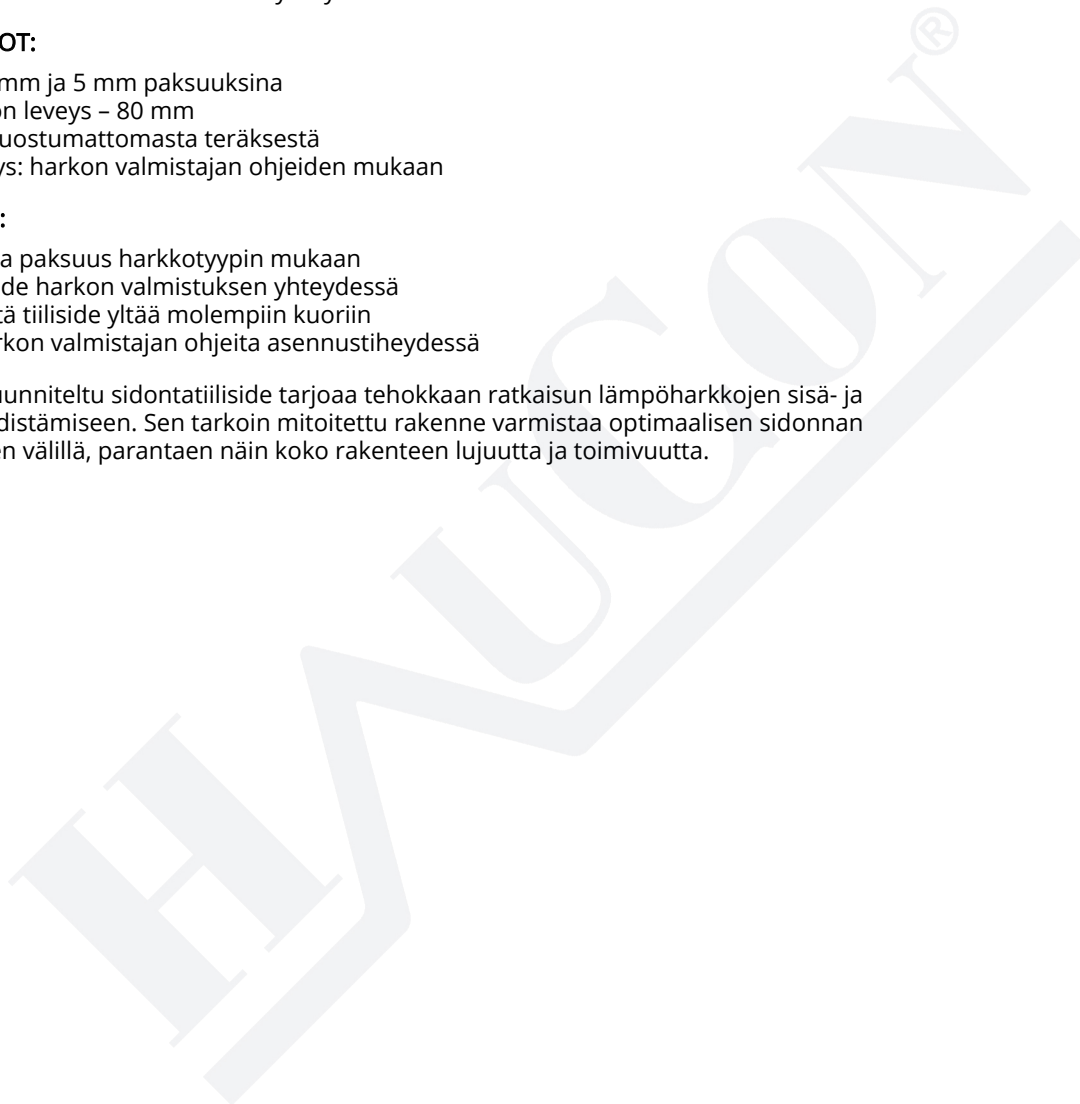 OT:
mm ja 5 mm paksuuksina
on leveys – 80 mm
uostumattomasta teräksestä
ys: harkon valmistajan ohjeiden mukaan
:
a paksuus harkkotyypin mukaan
de harkon valmistuksen yhteydessä
tä tiiliside yltää molempiin kuoriin
rkon valmistajan ohjeita asennustiheydessä
uunniteltu sidontatiiliside tarjoaa tehokkaan ratkaisun lämpöharkkojen sisä- ja
distämiseen. Sen tarkoin mitoitettu rakenne varmistaa optimaalisen sidonnan
en välillä, parantaen näin koko rakenteen lujuutta ja toimivuutta.
HAUCON®